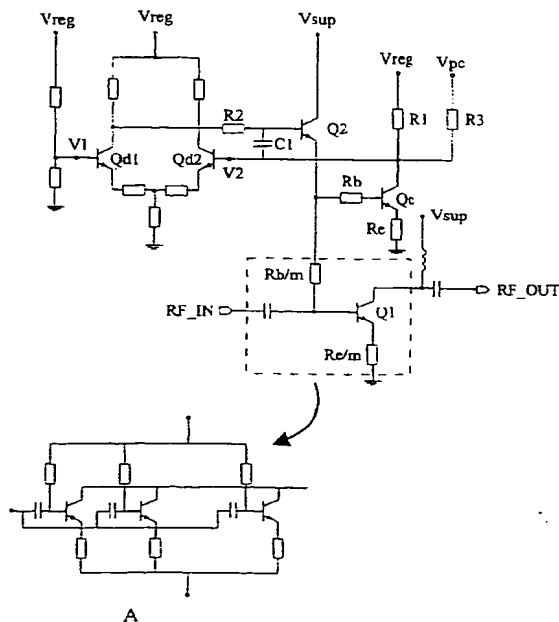 Vreg
Vreg
Vsup
Vreg
Vpc
R2
Q2
R1
R3
V1
Qd1
Qd2
V2
C1
Rb
Qc
Re
Vsup
Rb/m
RF_IN
Q1
RF_OUT
Re/m
A